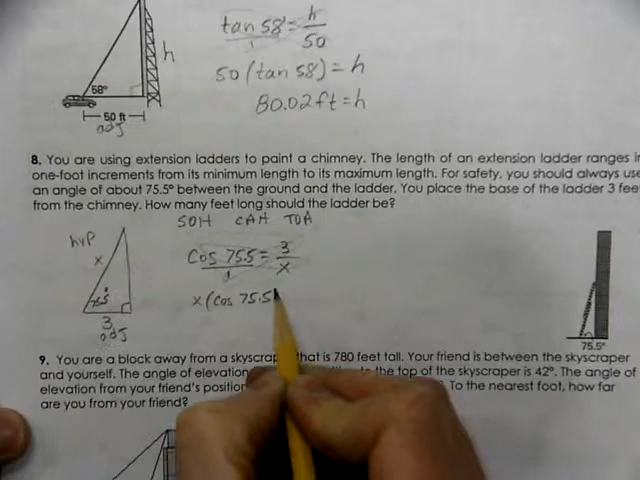 tan 58° = h
1 50
h
58°
50 (tan 58) = h
50 ft
adj
80.02ft = h
8. You are using extension ladders to paint a chimney. The length of an extension ladder ranges in
one-foot increments from its minimum length to its maximum length. For safety, you should always use
an angle of about 75.5° between the ground and the ladder. You place the base of the ladder 3 feet
from the chimney. How many feet long should the ladder be?
SOH CAH TOA
hyp
x
75.5°
3
adj
Cos 75.5 = 3
1 x
x (cos 75.5
75.5°
9. You are a block away from a skyscraper that is 780 feet tall. Your friend is between the skyscraper
and yourself. The angle of elevation to the top of the skyscraper is 42°. The angle of
elevation from your friend's position To the nearest foot, how far
are you from your friend?